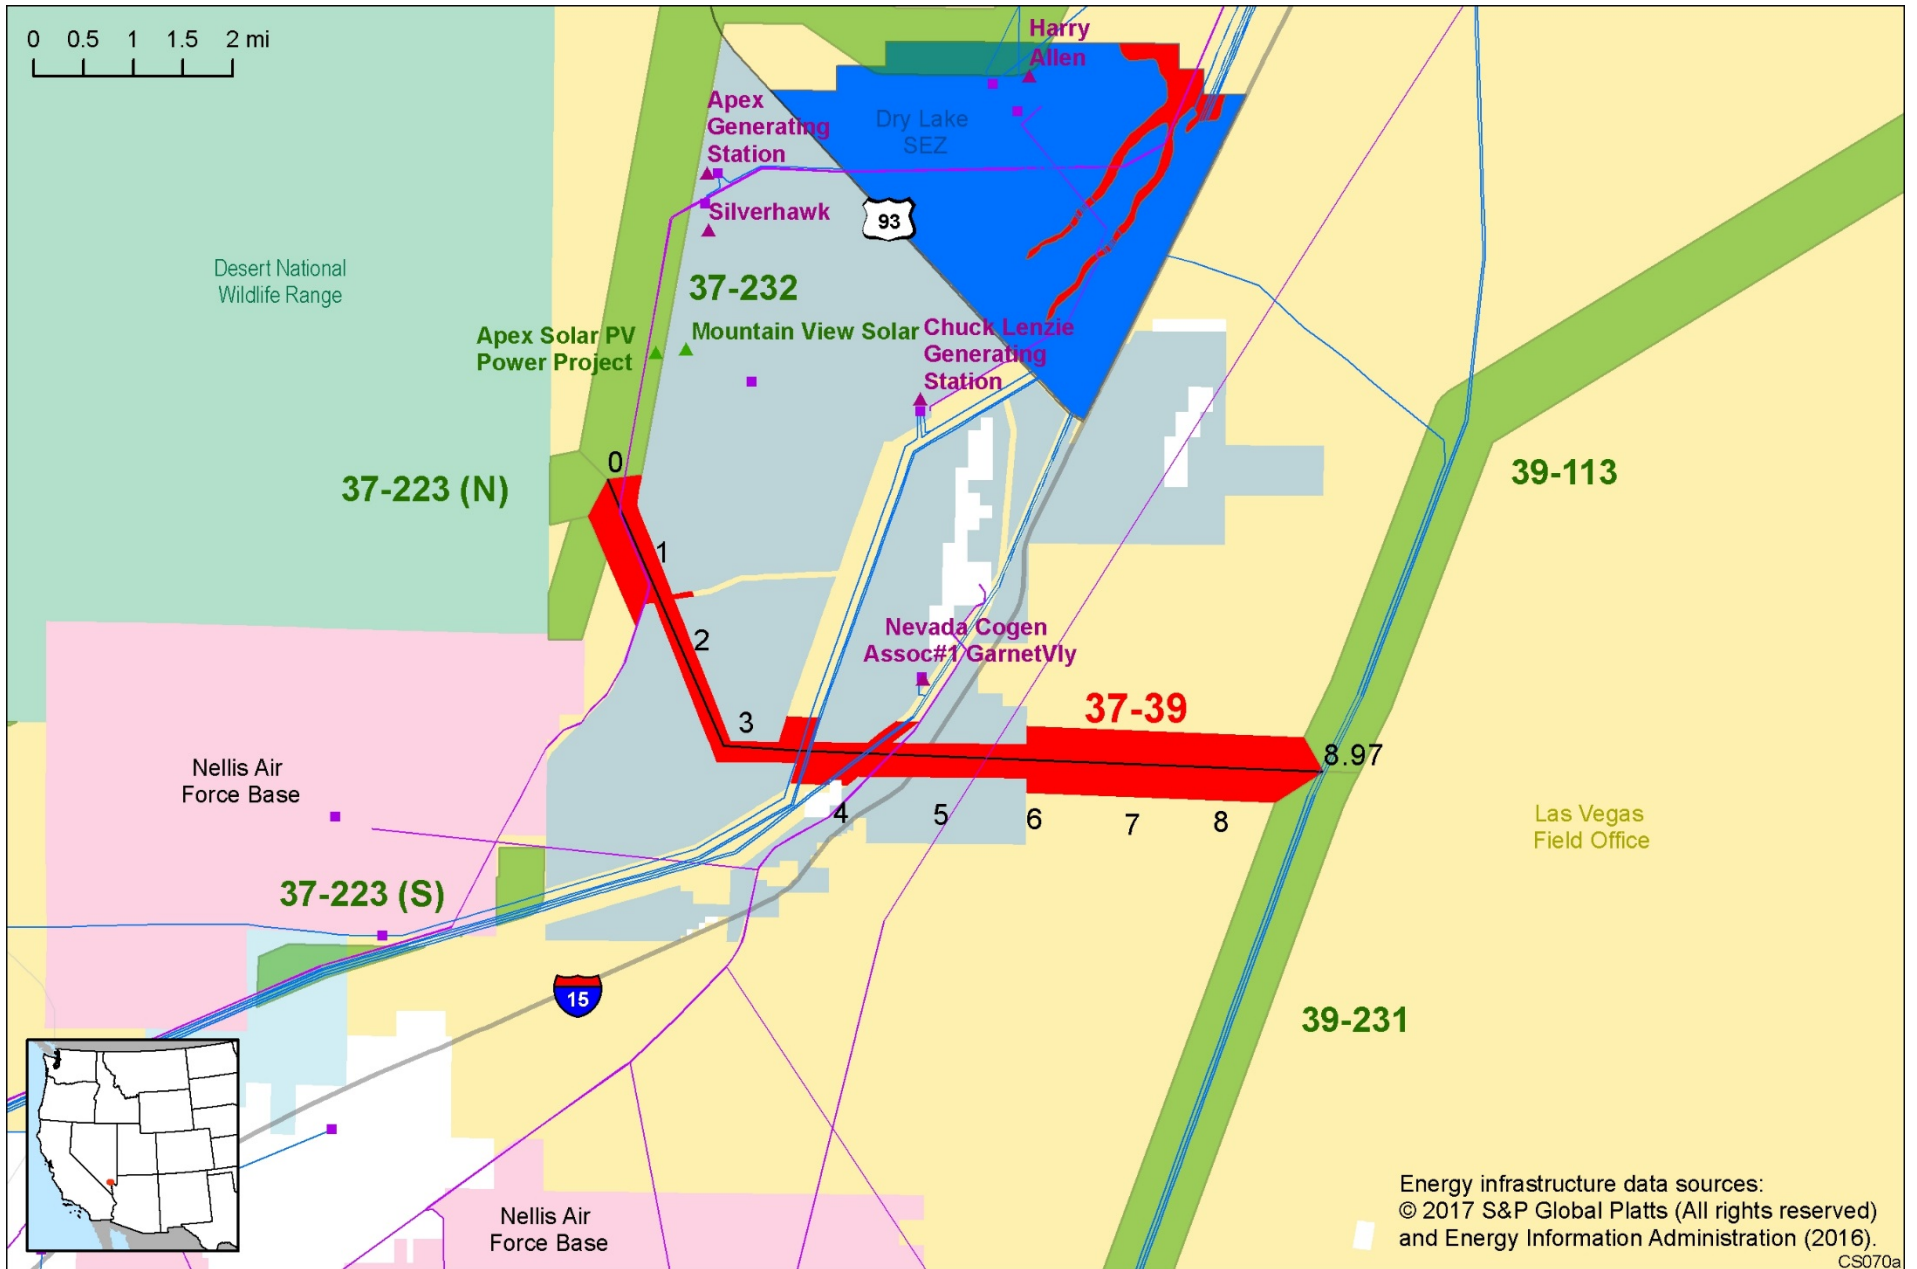 0 0.5 1 1.5 2 mi
Harry
Allen
Apex
Generating
Station
Dry Lake
SEZ
Silverhawk
93
Desert National
Wildlife Range
37-232
Apex Solar PV
Power Project
Mountain View Solar
Chuck Lenzie
Generating
Station
0
37-223 (N)
39-113
1
2
Nevada Cogen
Assoc#1 GarnetVly
3
37-39
8.97
Nellis Air
Force Base
4
5
6
7
8
Las Vegas
Field Office
37-223 (S)
15
39-231
Nellis Air
Force Base
Energy infrastructure data sources:
© 2017 S&P Global Platts (All rights reserved)
and Energy Information Administration (2016).
CS070a